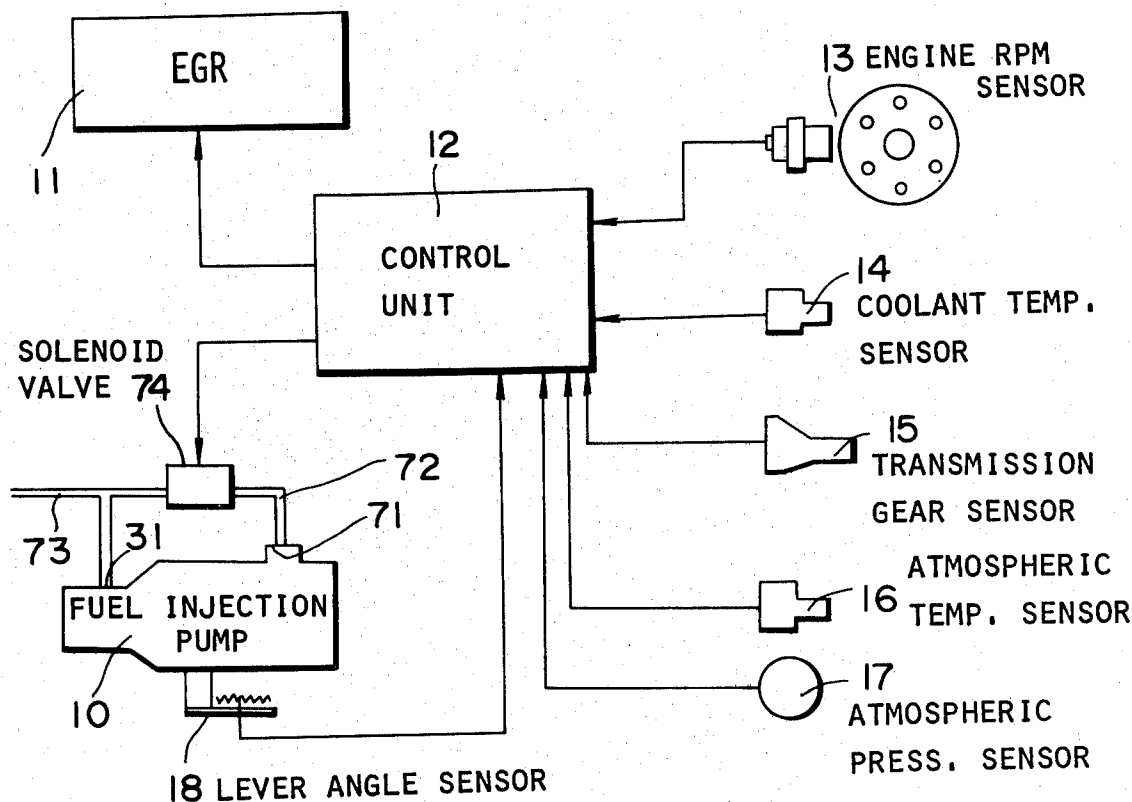 EGR
11
12
CONTROL
UNIT
13 ENGINE RPM
SENSOR
14
COOLANT TEMP.
SENSOR
15
TRANSMISSION
GEAR SENSOR
16
ATMOSPHERIC
TEMP. SENSOR
17
ATMOSPHERIC
PRESS. SENSOR
SOLENOID
VALVE 74
72
71
73
31
FUEL INJECTION
PUMP
10
18 LEVER ANGLE SENSOR